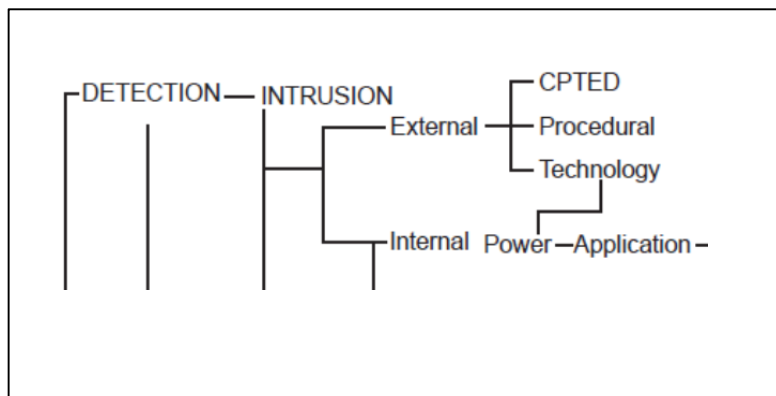 CPTED
DETECTION INTRUSION
External Procedural
Technology
Internal Power Application